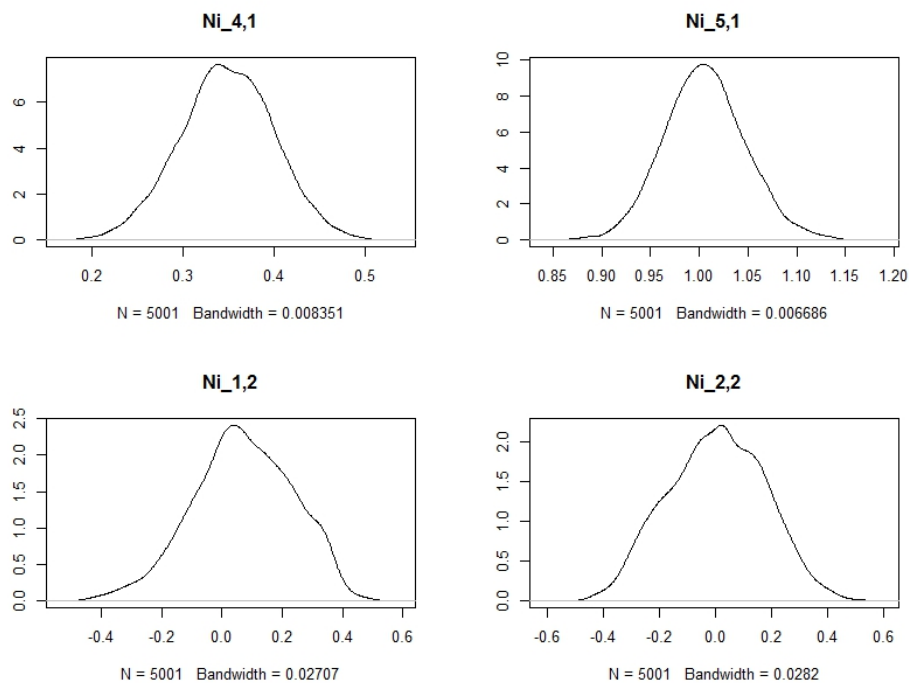 Ni_4,1
Ni_5,1
0 2 4 6
0 2 4 6 8 10
0.2 0.3 0.4 0.5
0.85 0.90 0.95 1.00 1.05 1.10 1.15 1.20
N = 5001 Bandwidth = 0.008351
N = 5001 Bandwidth = 0.006686
Ni_1,2
Ni_2,2
0.0 0.5 1.0 1.5 2.0 2.5
0.0 0.5 1.0 1.5 2.0
-0.4 -0.2 0.0 0.2 0.4 0.6
-0.6 -0.4 -0.2 0.0 0.2 0.4 0.6
N = 5001 Bandwidth = 0.02707
N = 5001 Bandwidth = 0.0282